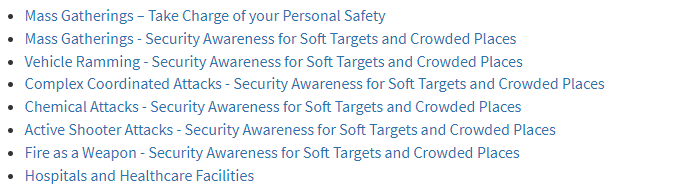 Mass Gatherings – Take Charge of your Personal Safety
Mass Gatherings - Security Awareness for Soft Targets and Crowded Places
Vehicle Ramming - Security Awareness for Soft Targets and Crowded Places
Complex Coordinated Attacks - Security Awareness for Soft Targets and Crowded Places
Chemical Attacks - Security Awareness for Soft Targets and Crowded Places
Active Shooter Attacks - Security Awareness for Soft Targets and Crowded Places
Fire as a Weapon - Security Awareness for Soft Targets and Crowded Places
Hospitals and Healthcare Facilities